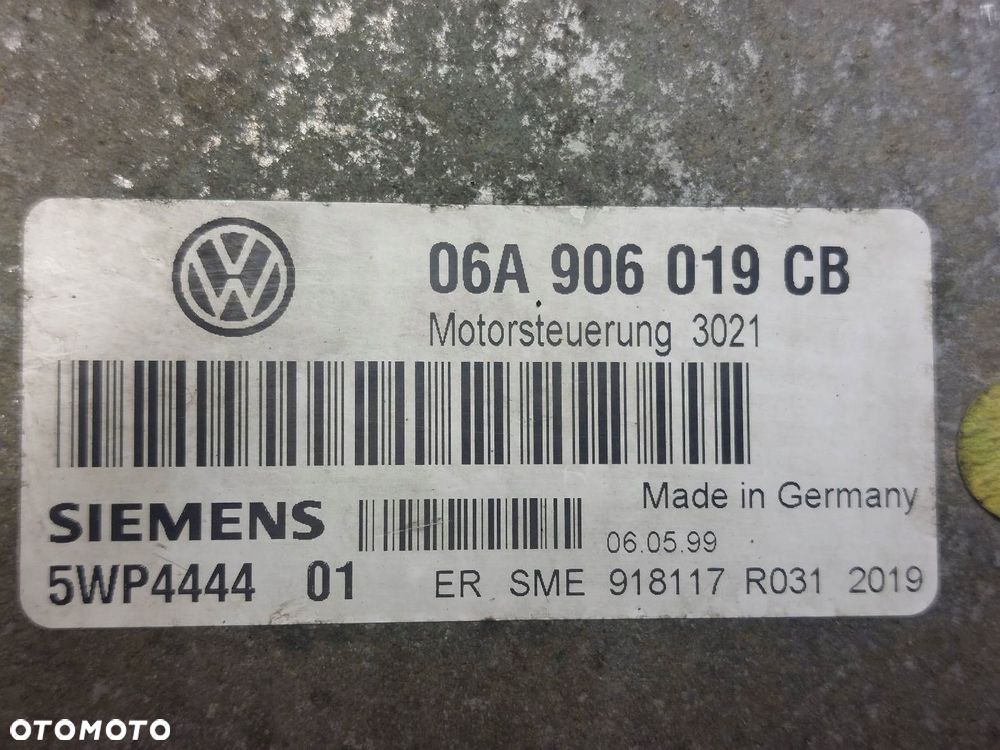 VW
06A 906 019 CB
Motorsteuerung 3021
SIEMENS
Made in Germany
06.05.99
5WP4444 01
ER SME 918117 R031 2019
OTOMOTO